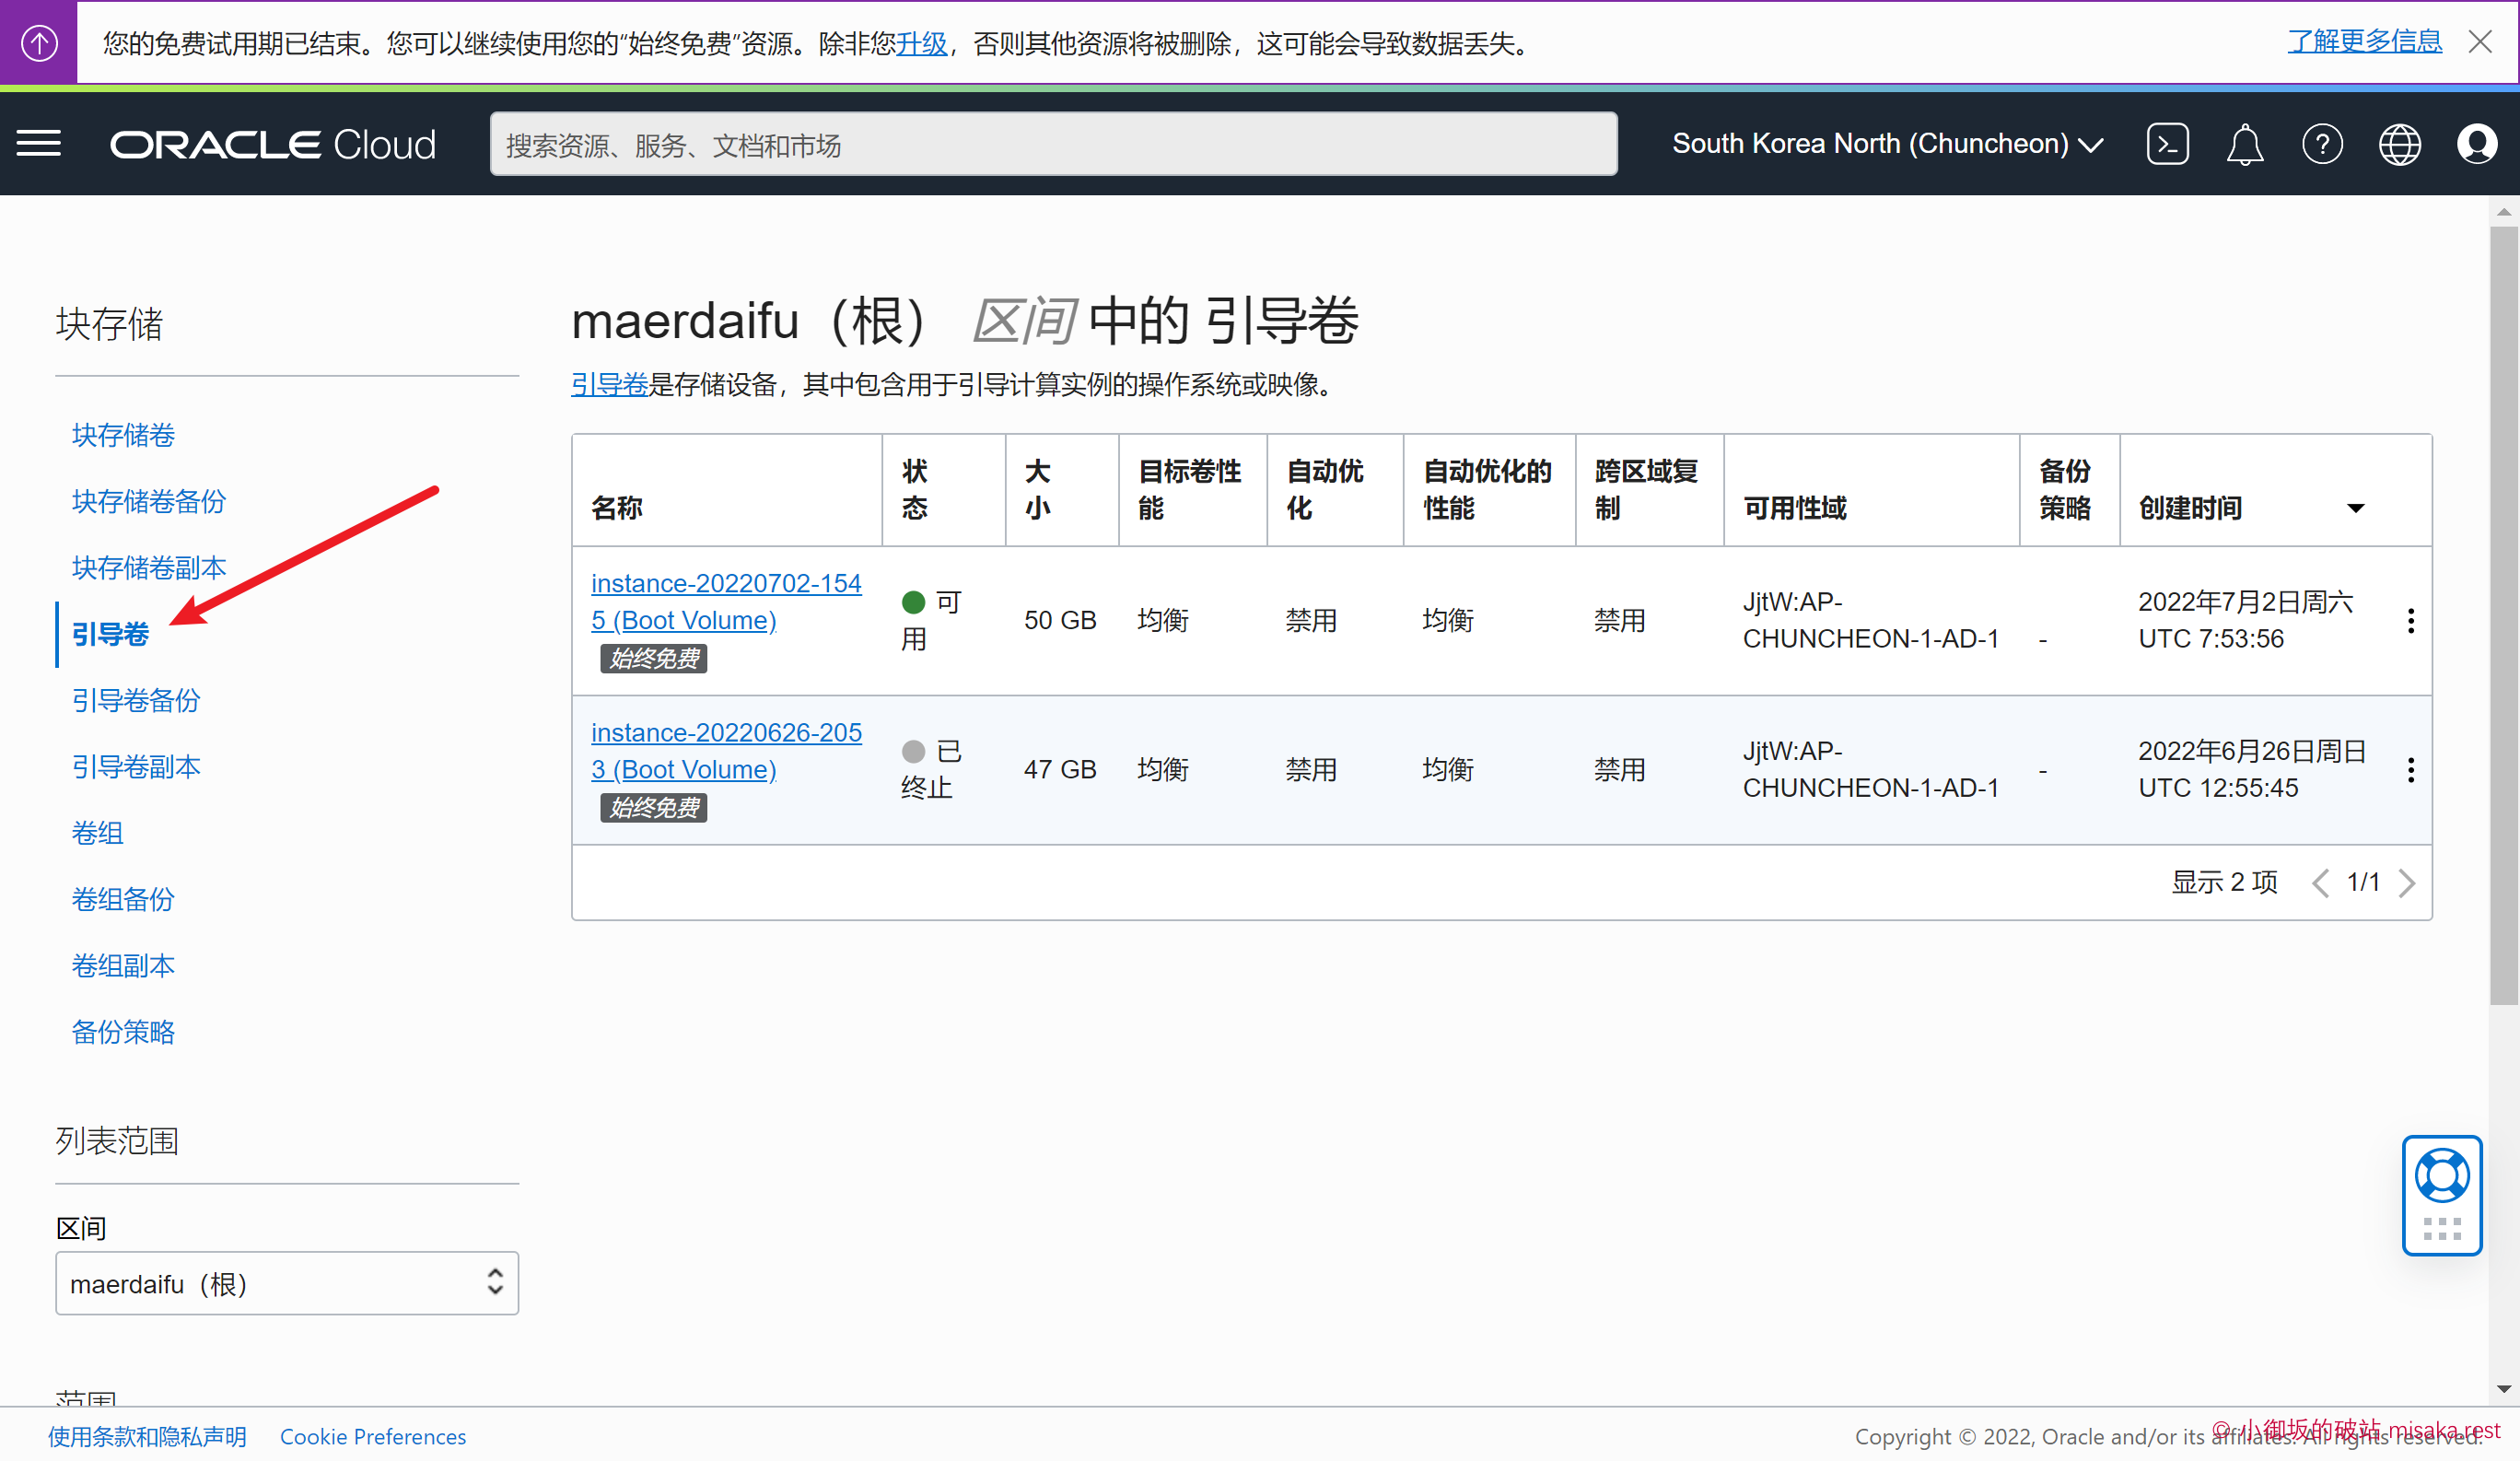 您的免费试用期已结束。您可以继续使用您的“始终免费”资源。除非您升级，否则其他资源将被删除，这可能会导致数据丢失。
了解更多信息
ORACLE Cloud
搜索资源、服务、文档和市场
South Korea North (Chuncheon)
块存储
块存储卷
块存储卷备份
块存储卷副本
引导卷
引导卷备份
引导卷副本
卷组
卷组备份
卷组副本
备份策略
列表范围
区间
maerdaifu（根）
范围
maerdaifu（根） 区间 中的 引导卷
引导卷是存储设备，其中包含用于引导计算实例的操作系统或映像。
名称 状态 大小 目标卷性能 自动优化 自动优化的性能 跨区域复制 可用性域 备份策略 创建时间
instance-20220702-1545 (Boot Volume) 始终免费 可用 50 GB 均衡 禁用 均衡 禁用 JjtW:AP-CHUNCHEON-1-AD-1 - 2022年7月2日周六 UTC 7:53:56
instance-20220626-2053 (Boot Volume) 始终免费 已终止 47 GB 均衡 禁用 均衡 禁用 JjtW:AP-CHUNCHEON-1-AD-1 - 2022年6月26日周日 UTC 12:55:45
显示 2 项 1/1
使用条款和隐私声明 Cookie Preferences
Copyright © 2022, Oracle and/or its affiliates. All rights reserved.
© 小御坂的破站 misaka.rest